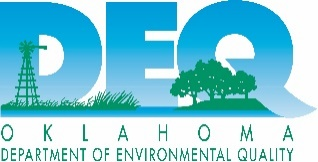 DEQ
OKLAHOMA
DEPARTMENT OF ENVIRONMENTAL QUALITY